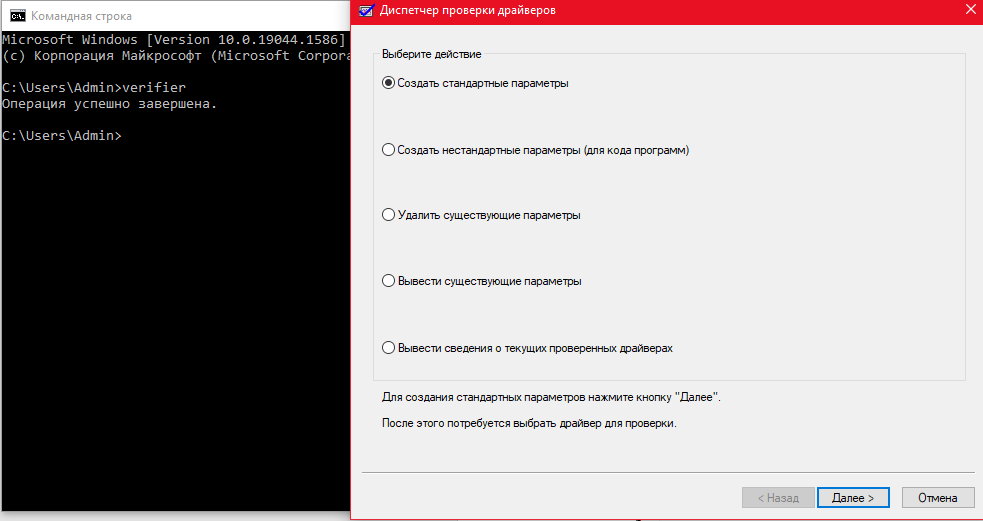 Командная строка
Microsoft Windows [Version 10.0.19044.1586]
(c) Корпорация Майкрософт (Microsoft Corpora
C:\Users\Admin>verifier
Операция успешно завершена.
C:\Users\Admin>
Диспетчер проверки драйверов
Выберите действие
Создать стандартные параметры
Создать нестандартные параметры (для кода программ)
Удалить существующие параметры
Вывести существующие параметры
Вывести сведения о текущих проверенных драйверах
Для создания стандартных параметров нажмите кнопку "Далее".
После этого потребуется выбрать драйвер для проверки.
< Назад Далее > Отмена